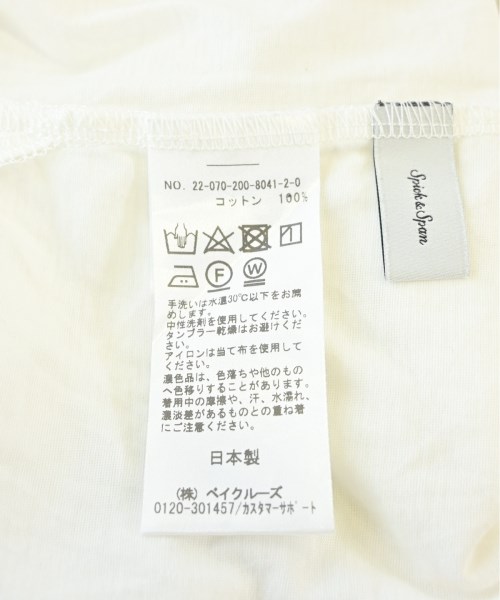 NO. 22-070-200-8041-2-0
コットン 100%
手洗いは水温30℃以下をお薦
めします。
中性洗剤を使用してください。
タンブラー乾燥はお避けくださ
い。
アイロンは当て布を使用して
ください。
濃色品は、色落ちや他のもの
へ色移りすることがあります。
着用中の摩擦や、汗、水濡れ、
濃淡差があるものとの重ね着
にご注意ください。
日本製
(株) ベイクルーズ
0120-301457/カスタマーサポート
Spick & Span